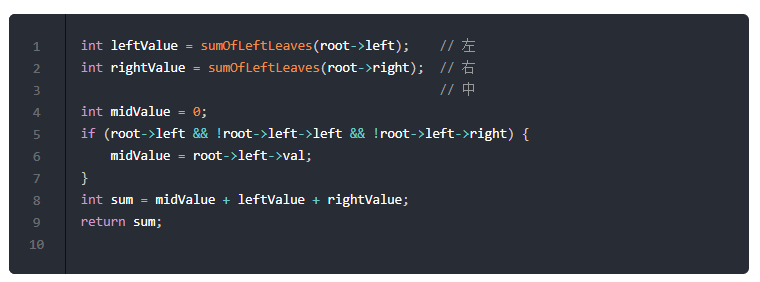 1 int leftValue = sumOfLeftLeaves(root->left);    // 左
2 int rightValue = sumOfLeftLeaves(root->right);  // 右
3                                                 // 中
4 int midValue = 0;
5 if (root->left && !root->left->left && !root->left->right) {
6     midValue = root->left->val;
7 }
8 int sum = midValue + leftValue + rightValue;
9 return sum;
10